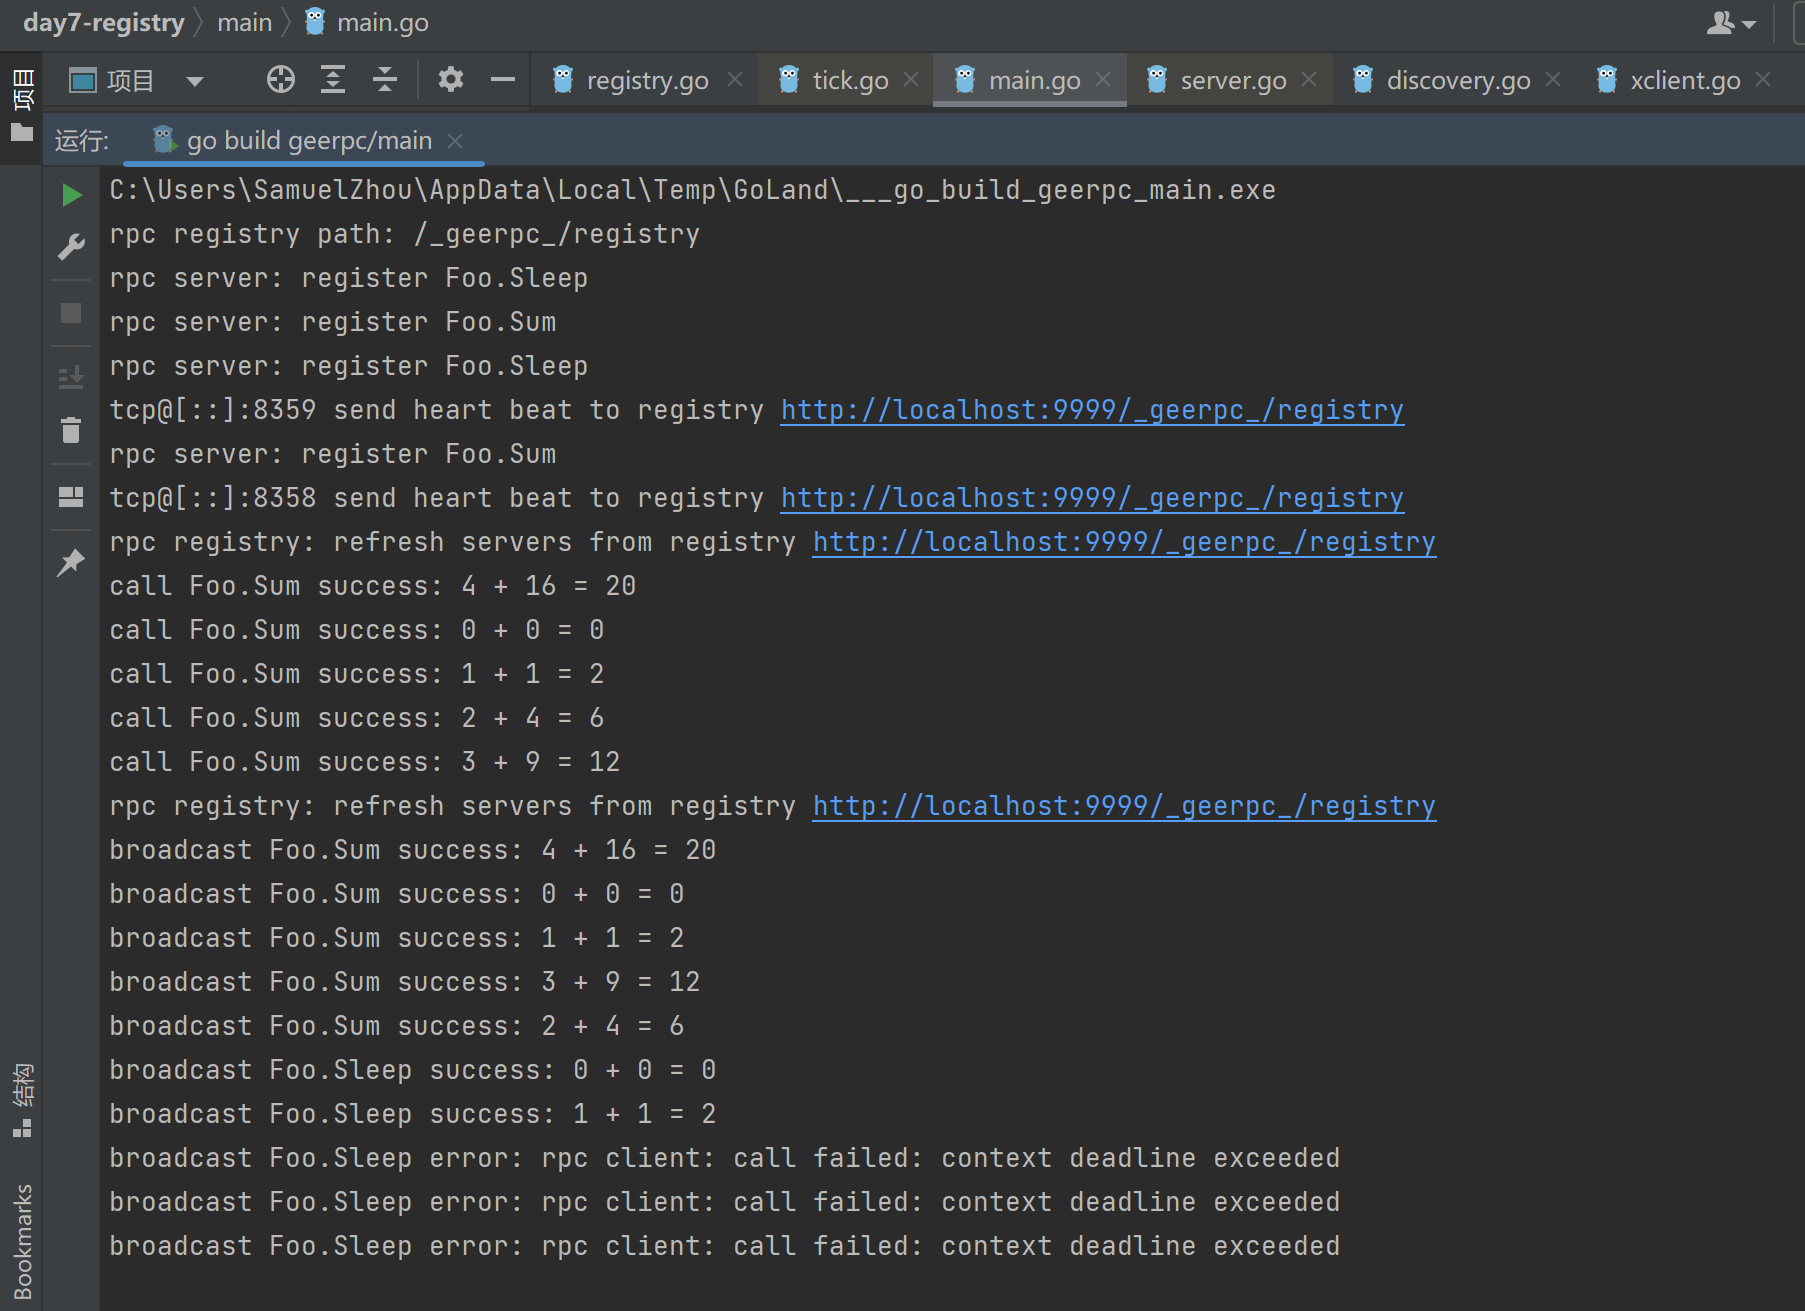 day7-registry main main.go
项目 registry.go tick.go main.go server.go discovery.go xclient.go
项目
运行: go build geerpc/main
C:\Users\SamuelZhou\AppData\Local\Temp\GoLand\___go_build_geerpc_main.exe
rpc registry path: /_geerpc_/registry
rpc server: register Foo.Sleep
rpc server: register Foo.Sum
rpc server: register Foo.Sleep
tcp@[::]:8359 send heart beat to registry http://localhost:9999/_geerpc_/registry
rpc server: register Foo.Sum
tcp@[::]:8358 send heart beat to registry http://localhost:9999/_geerpc_/registry
rpc registry: refresh servers from registry http://localhost:9999/_geerpc_/registry
call Foo.Sum success: 4 + 16 = 20
call Foo.Sum success: 0 + 0 = 0
call Foo.Sum success: 1 + 1 = 2
call Foo.Sum success: 2 + 4 = 6
call Foo.Sum success: 3 + 9 = 12
rpc registry: refresh servers from registry http://localhost:9999/_geerpc_/registry
broadcast Foo.Sum success: 4 + 16 = 20
broadcast Foo.Sum success: 0 + 0 = 0
broadcast Foo.Sum success: 1 + 1 = 2
broadcast Foo.Sum success: 3 + 9 = 12
broadcast Foo.Sum success: 2 + 4 = 6
broadcast Foo.Sleep success: 0 + 0 = 0
broadcast Foo.Sleep success: 1 + 1 = 2
broadcast Foo.Sleep error: rpc client: call failed: context deadline exceeded
broadcast Foo.Sleep error: rpc client: call failed: context deadline exceeded
broadcast Foo.Sleep error: rpc client: call failed: context deadline exceeded
结构
Bookmarks